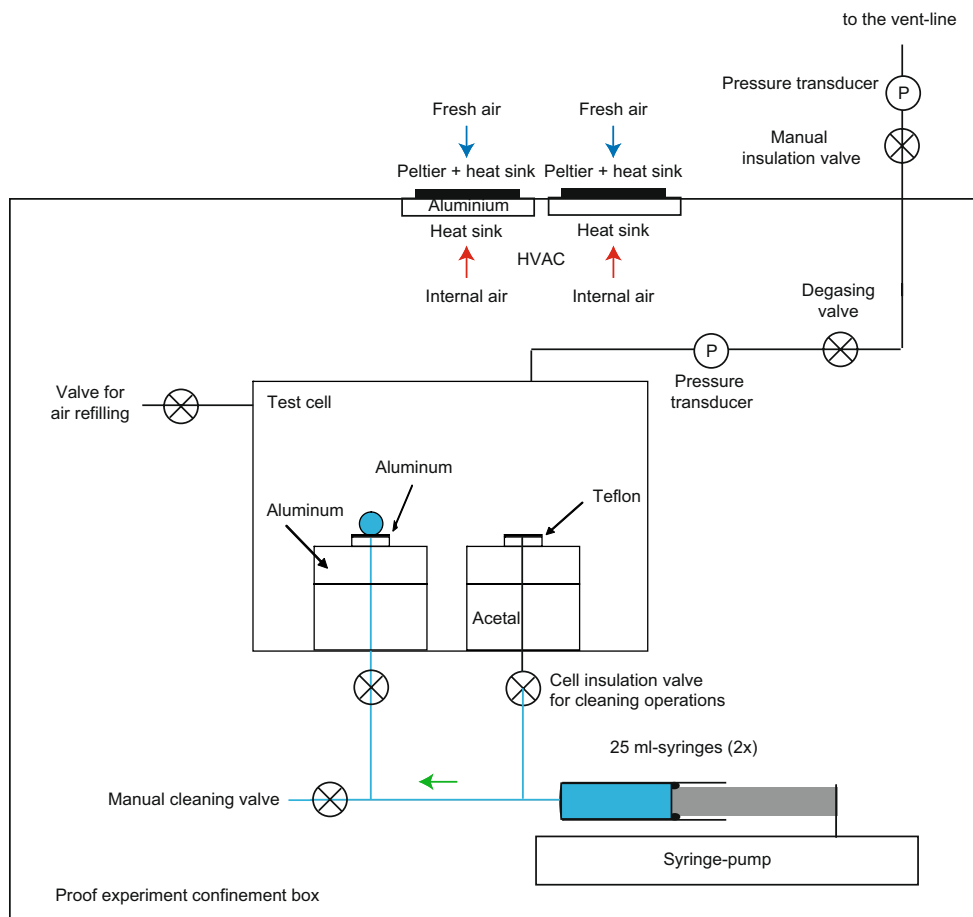 to the vent-line
Pressure transducer
P
Manual
insulation valve
Fresh air
Fresh air
Peltier + heat sink
Peltier + heat sink
Aluminium
Heat sink
Heat sink
HVAC
Internal air
Internal air
Degasing
valve
P
Pressure
transducer
Valve for
air refilling
Test cell
Aluminum
Aluminum
Teflon
Acetal
Cell insulation valve
for cleaning operations
25 ml-syringes (2x)
Manual cleaning valve
Syringe-pump
Proof experiment confinement box